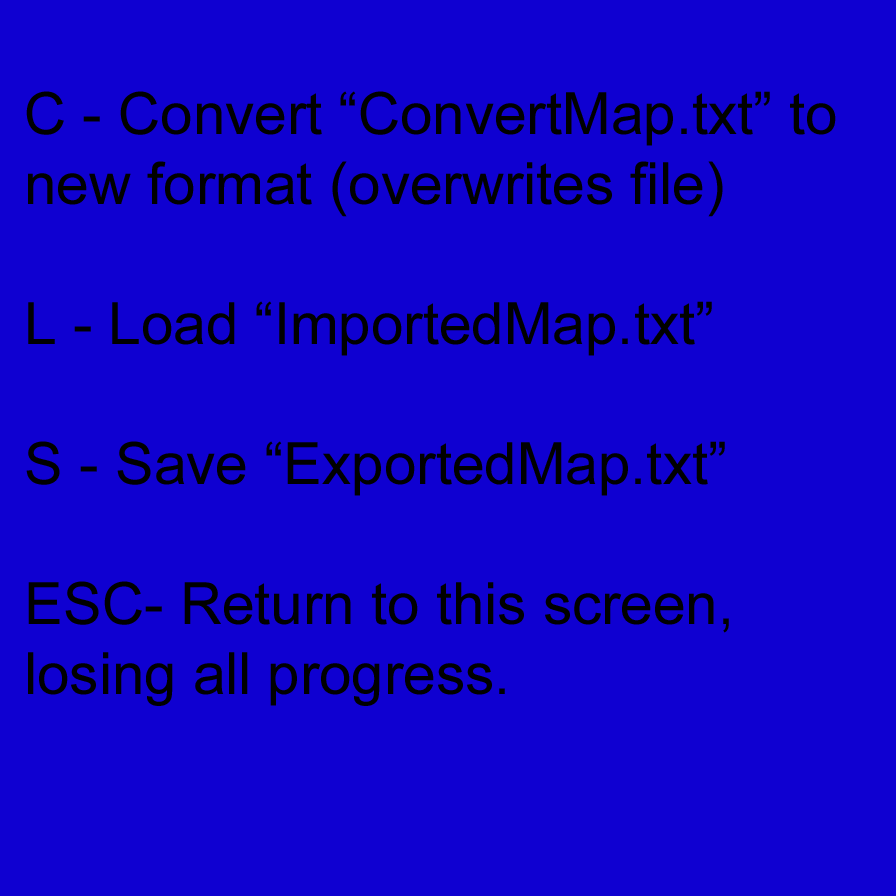 C - Convert “ConvertMap.txt” to
new format (overwrites file)
L - Load “ImportedMap.txt”
S - Save “ExportedMap.txt”
ESC- Return to this screen,
losing all progress.